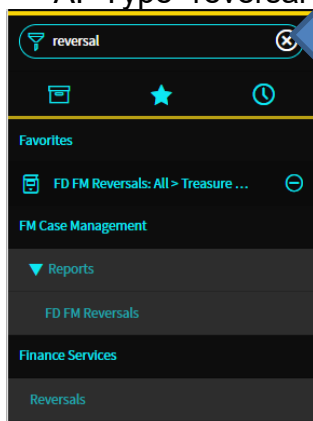 Type "reversal
reversal
Favorites
FD FM Reversals: All > Treasure ...
FM Case Management
Reports
FD FM Reversals
Finance Services
Reversals